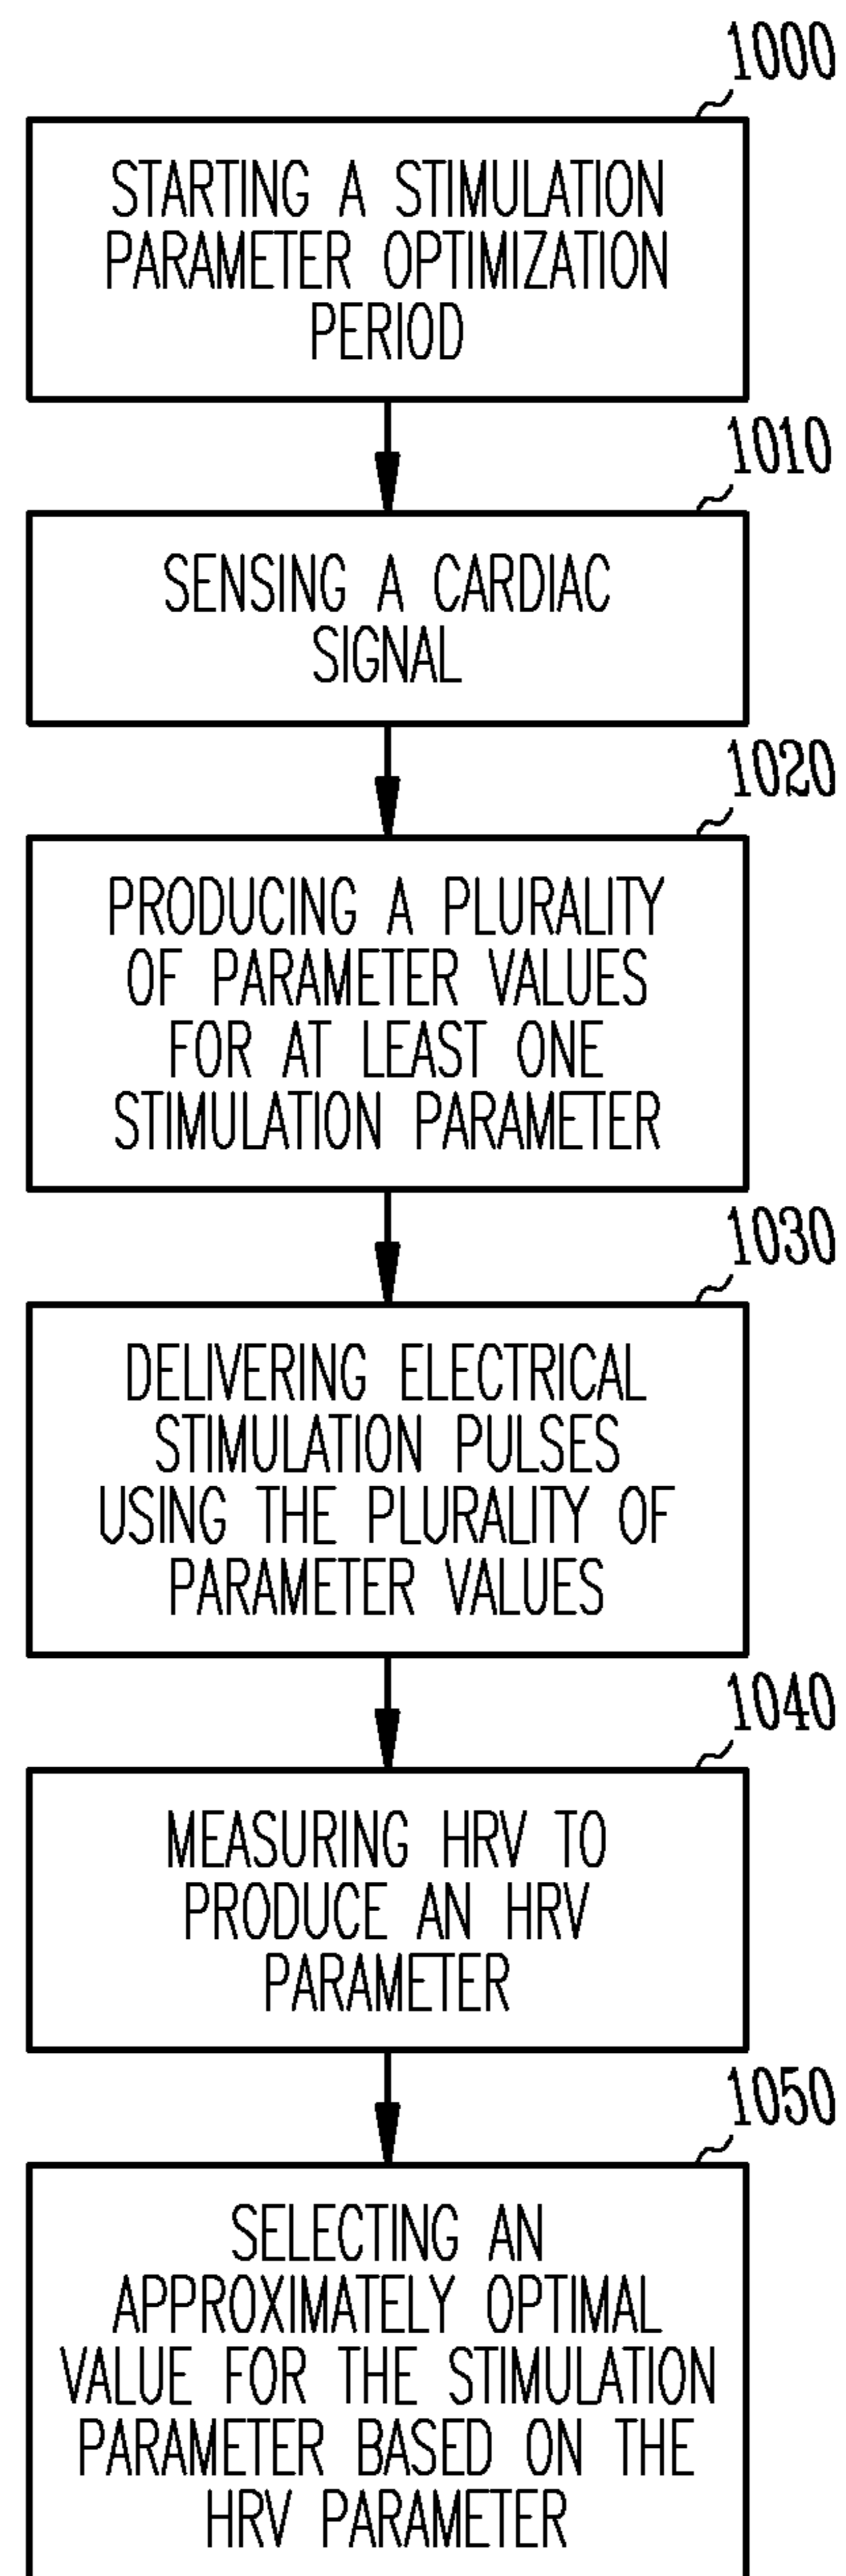 1000
STARTING A STIMULATION
PARAMETER OPTIMIZATION
PERIOD
1010
SENSING A CARDIAC
SIGNAL
1020
PRODUCING A PLURALITY
OF PARAMETER VALUES
FOR AT LEAST ONE
STIMULATION PARAMETER
1030
DELIVERING ELECTRICAL
STIMULATION PULSES
USING THE PLURALITY OF
PARAMETER VALUES
1040
MEASURING HRV TO
PRODUCE AN HRV
PARAMETER
1050
SELECTING AN
APPROXIMATELY OPTIMAL
VALUE FOR THE STIMULATION
PARAMETER BASED ON THE
HRV PARAMETER